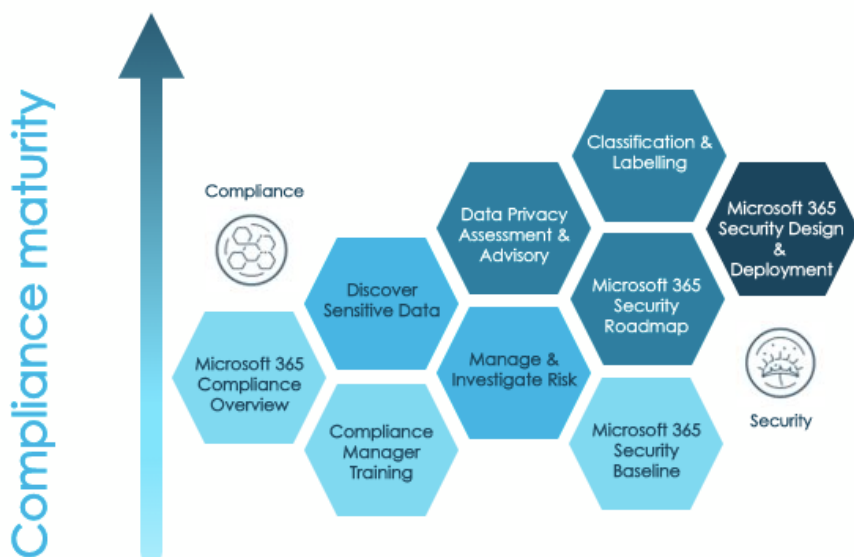 Compliance maturity
Compliance
Classification &
Labelling
Data Privacy
Assessment &
Advisory
Microsoft 365
Security Design
&
Deployment
Discover
Sensitive Data
Microsoft 365
Security
Roadmap
Microsoft 365
Compliance
Overview
Manage &
Investigate Risk
Compliance
Manager
Training
Microsoft 365
Security
Baseline
Security